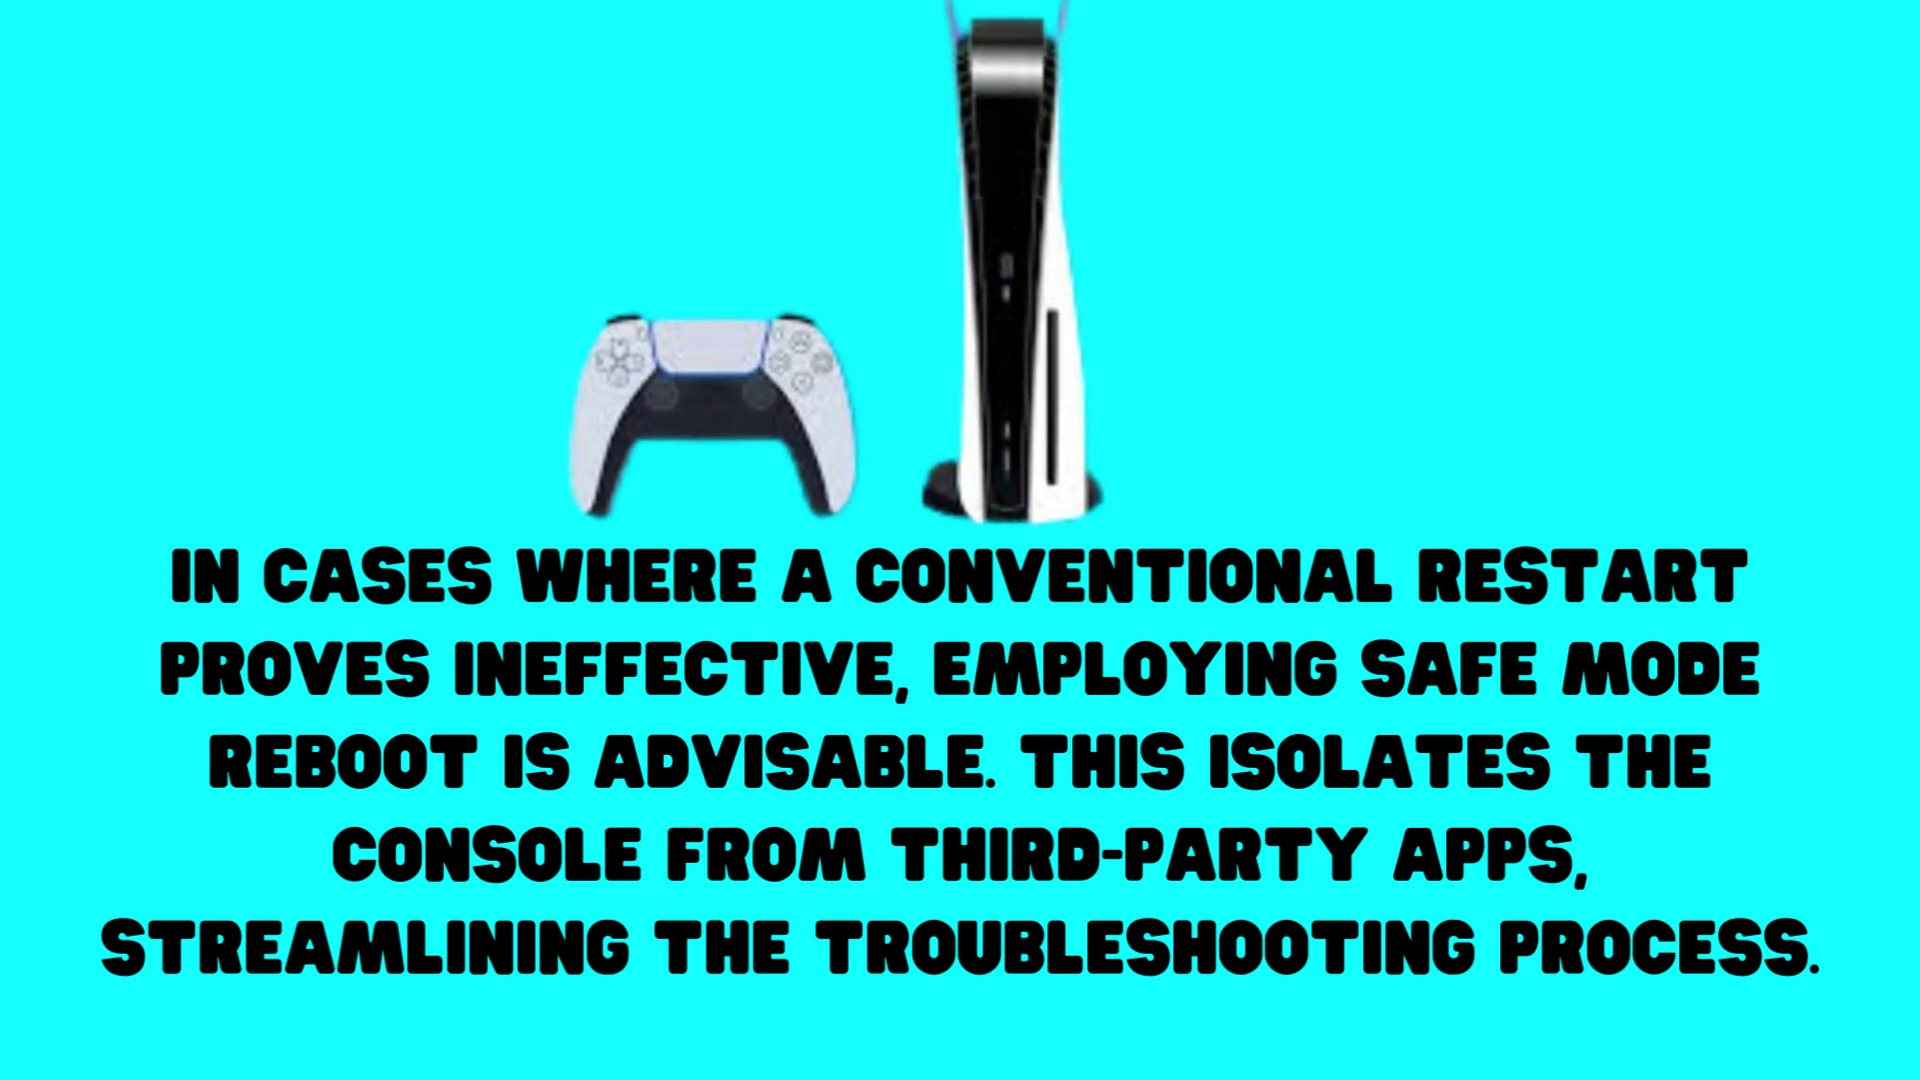 IN CASES WHERE A CONVENTIONAL RESTART
PROVES INEFFECTIVE, EMPLOYING SAFE MODE
REBOOT IS ADVISABLE. THIS ISOLATES THE
CONSOLE FROM THIRD-PARTY APPS,
STREAMLINING THE TROUBLESHOOTING PROCESS.